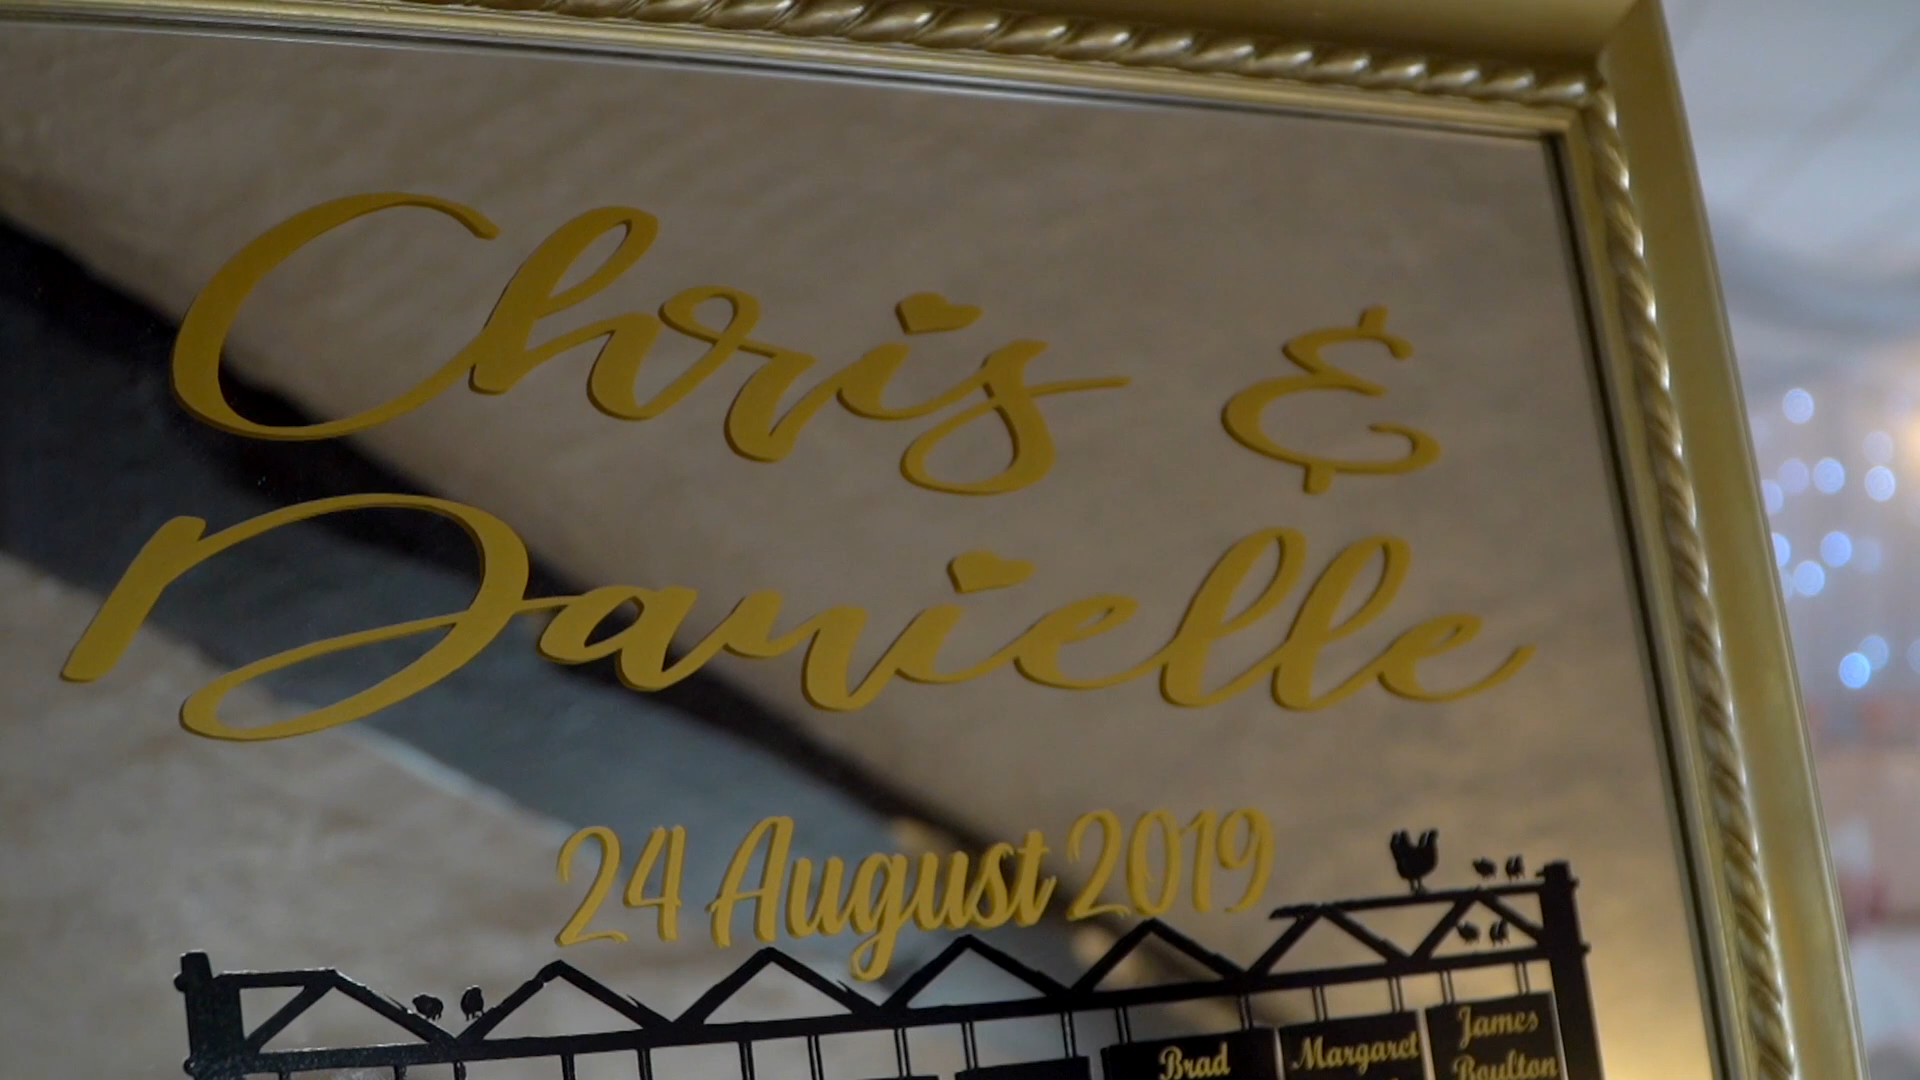 Chris &
Danielle
24 August 2019
Brad
Margaret
James
Boulton